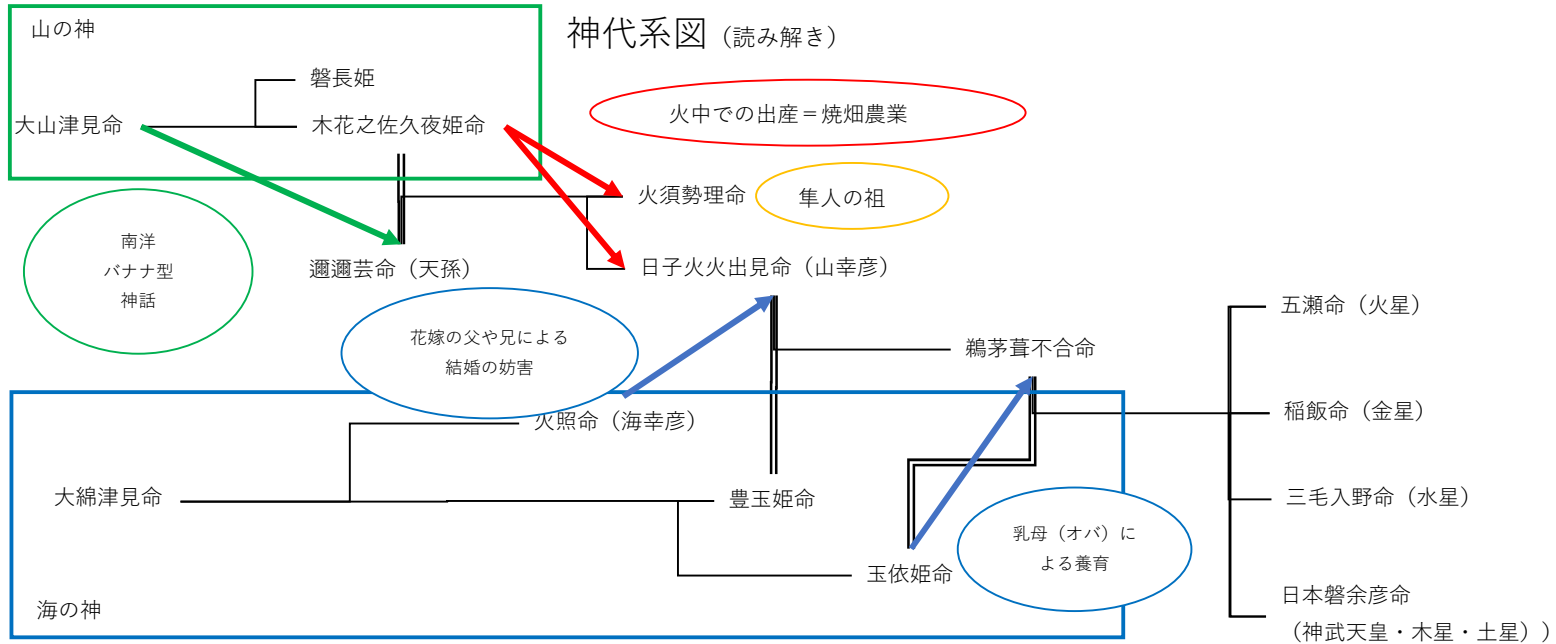 神代系図（読み解き）
山の神
磐長姫
大山津見命
木花之佐久夜姫命
火中での出産＝焼畑農業
火須勢理命
隼人の祖
南洋
バナナ型
神話
邇邇芸命（天孫）
日子火火出見命（山幸彦）
花嫁の父や兄による
結婚の妨害
五瀬命（火星）
鵜茅葺不合命
火照命（海幸彦）
稲飯命（金星）
大綿津見命
豊玉姫命
三毛入野命（水星）
乳母（オバ）に
よる養育
玉依姫命
海の神
日本磐余彦命
（神武天皇・木星・土星））